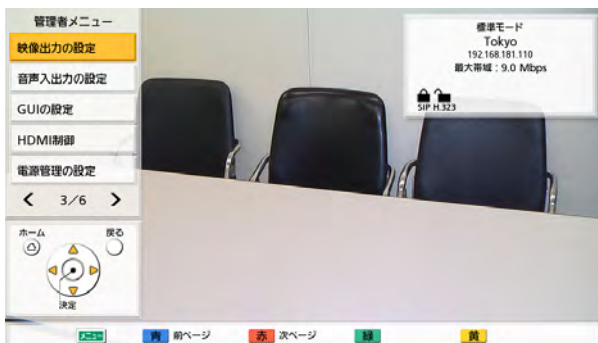 管理者メニュー
映像出力の設定
音声入出力の設定
GUIの設定
HDMI制御
電源管理の設定
3/6
ホーム
戻る
決定
標準モード
Tokyo
192.168.181.110
最大帯域：9.0 Mbps
SIP H.323
メニュー
青 前ページ
赤 次ページ
緑
黄